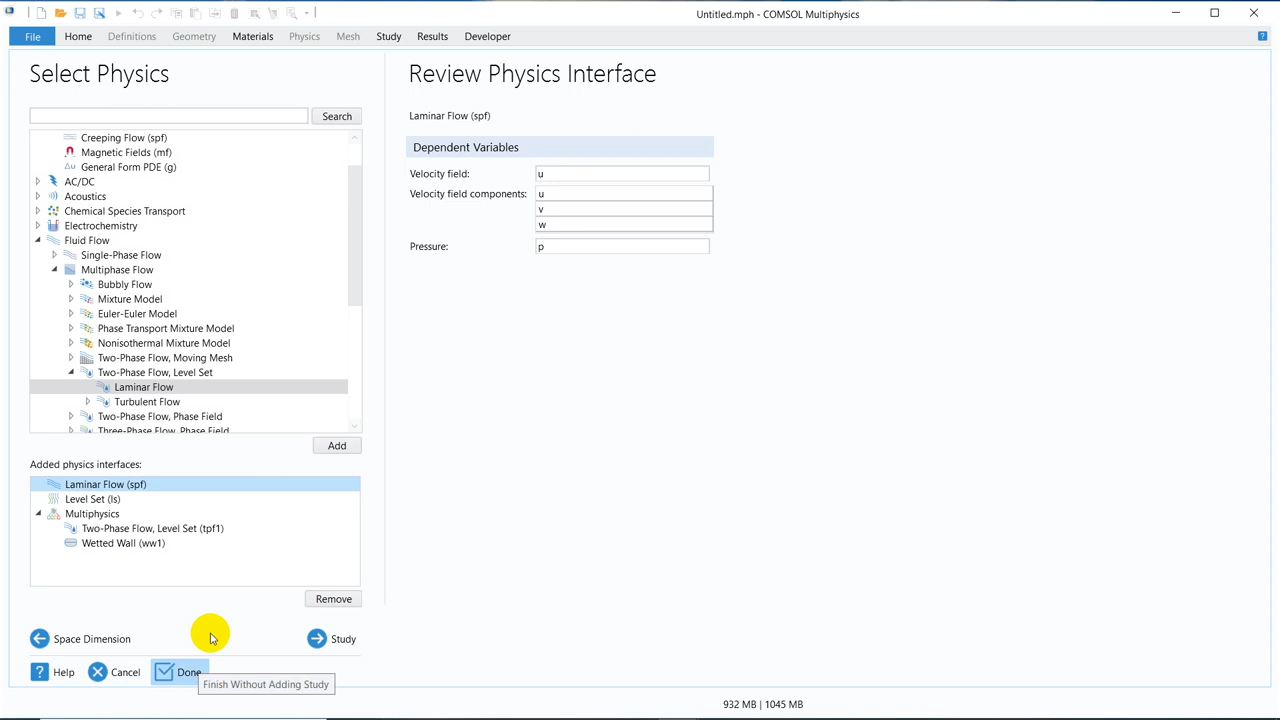 Untitled.mph - COMSOL Multiphysics
File Home Definitions Geometry Materials Physics Mesh Study Results Developer ?
Select Physics
Search
Creeping Flow (spf)
Magnetic Fields (mf)
Δu General Form PDE (g)
AC/DC
Acoustics
Chemical Species Transport
Electrochemistry
Fluid Flow
Single-Phase Flow
Multiphase Flow
Bubbly Flow
Mixture Model
Euler-Euler Model
Phase Transport Mixture Model
Nonisothermal Mixture Model
Two-Phase Flow, Moving Mesh
Two-Phase Flow, Level Set
Laminar Flow
Turbulent Flow
Two-Phase Flow, Phase Field
Three-Phase Flow, Phase Field
Add
Added physics interfaces:
Laminar Flow (spf)
Level Set (ls)
Multiphysics
Two-Phase Flow, Level Set (tpf1)
Wetted Wall (ww1)
Remove
Space Dimension
Study
? Help Cancel Done
Finish Without Adding Study
Review Physics Interface
Laminar Flow (spf)
Dependent Variables
Velocity field: u
Velocity field components: u
v
w
Pressure: p
932 MB | 1045 MB